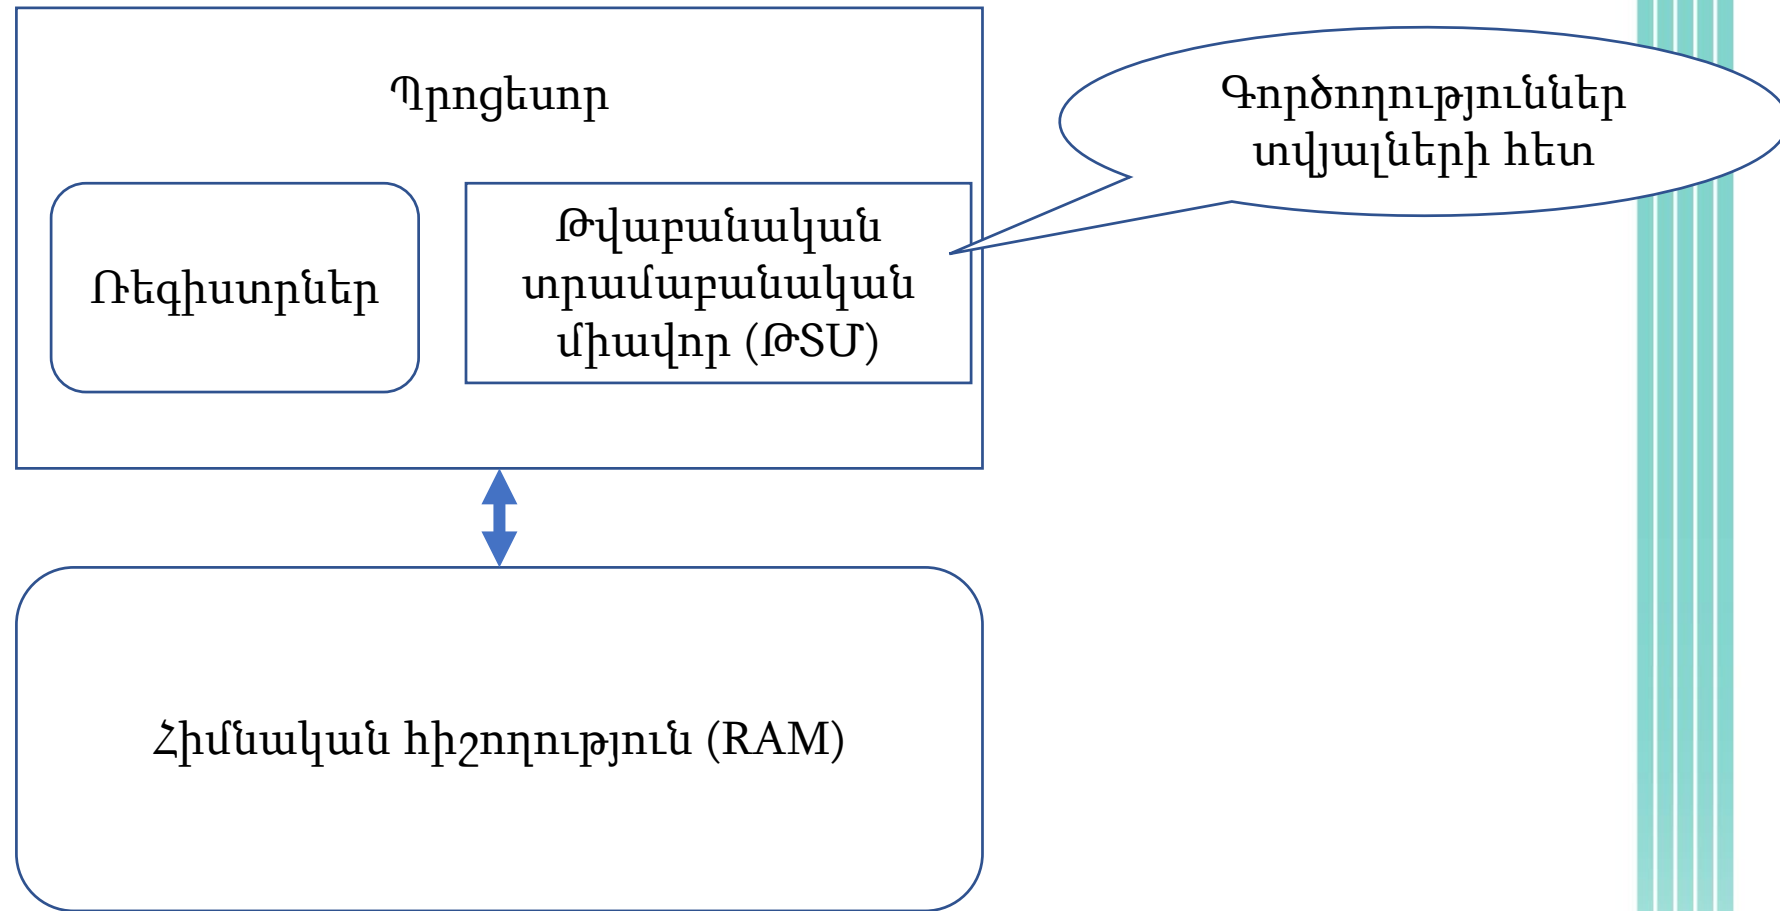 Պրոցեսոր
Գործողություններ
տվյալների հետ
Ռեգիստրներ
Թվաբանական
տրամաբանական
միավոր (ԹՏՄ)
Հիմնական հիշողություն (RAM)